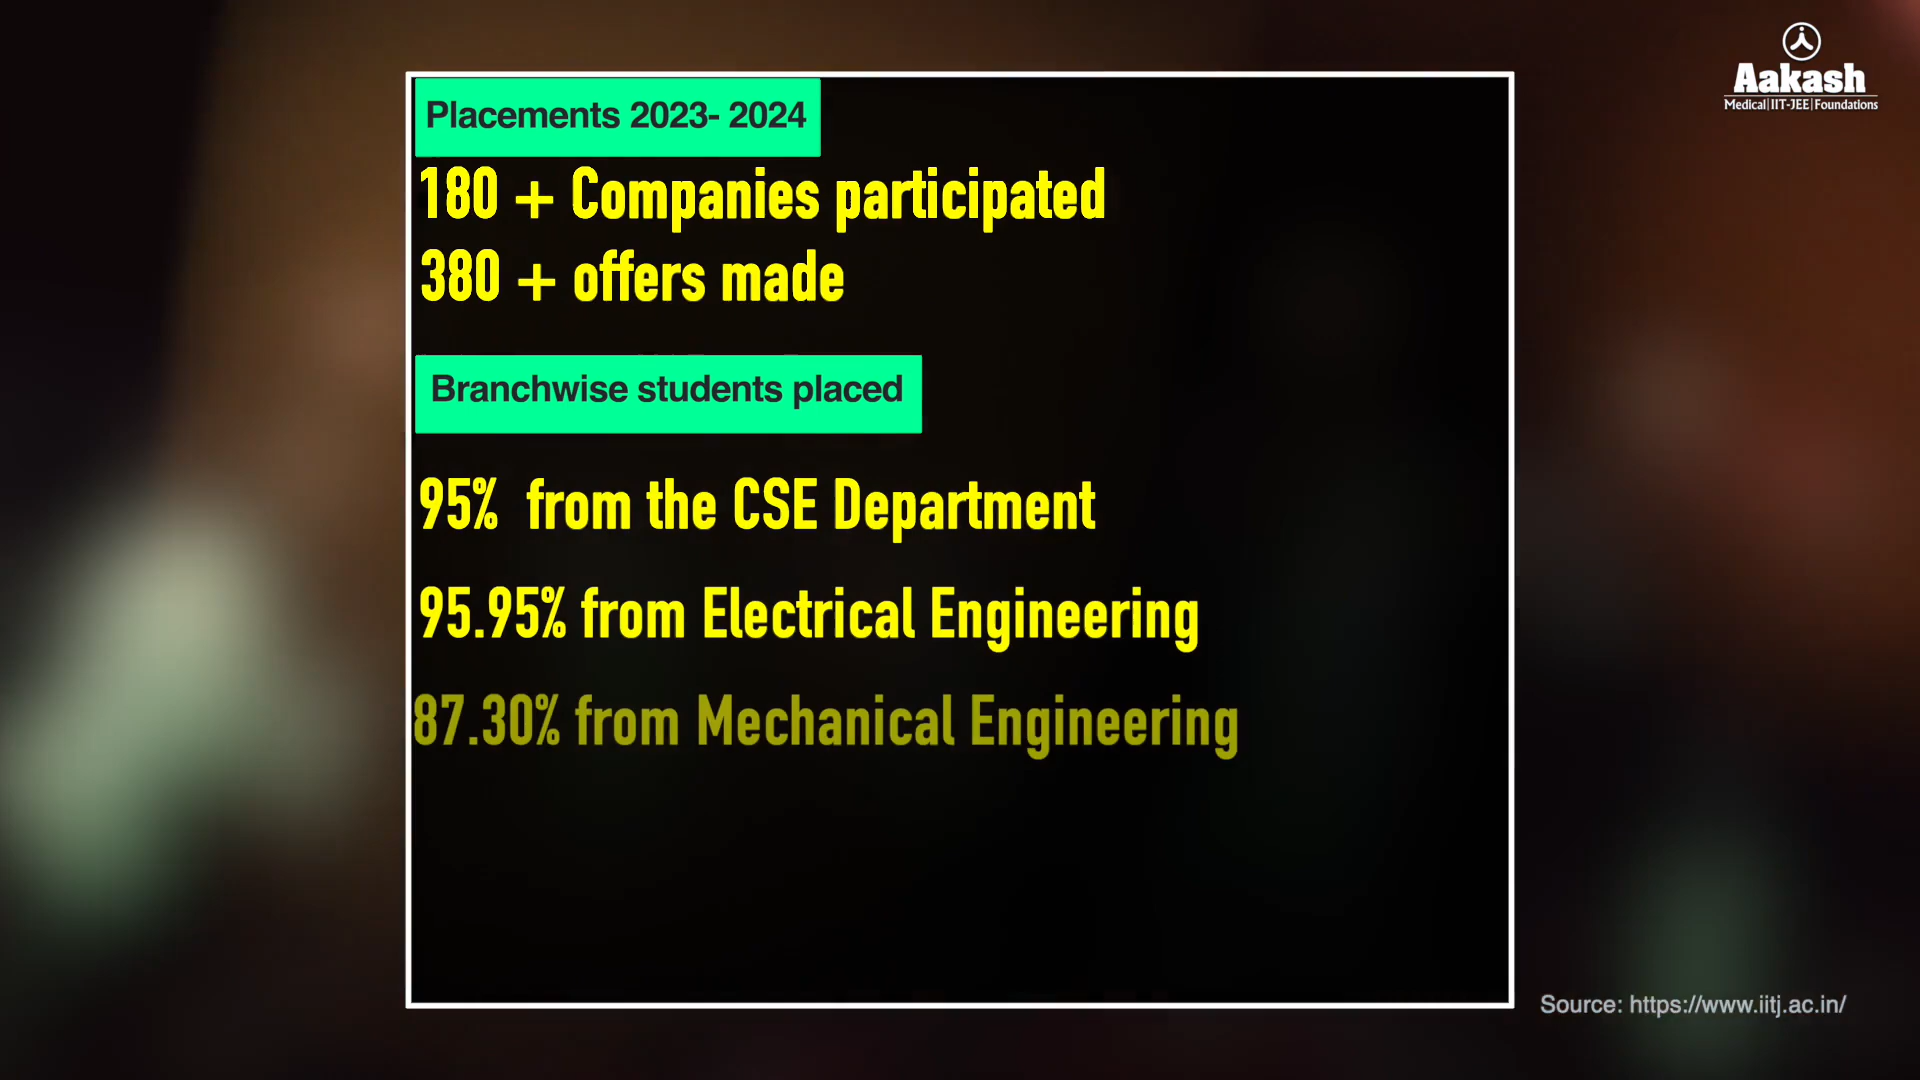 Aakash
Medical|IIT-JEE|Foundations
Placements 2023- 2024
180 + Companies participated
380 + offers made
Branchwise students placed
95% from the CSE Department
95.95% from Electrical Engineering
87.30% from Mechanical Engineering
Source: https://www.iitj.ac.in/